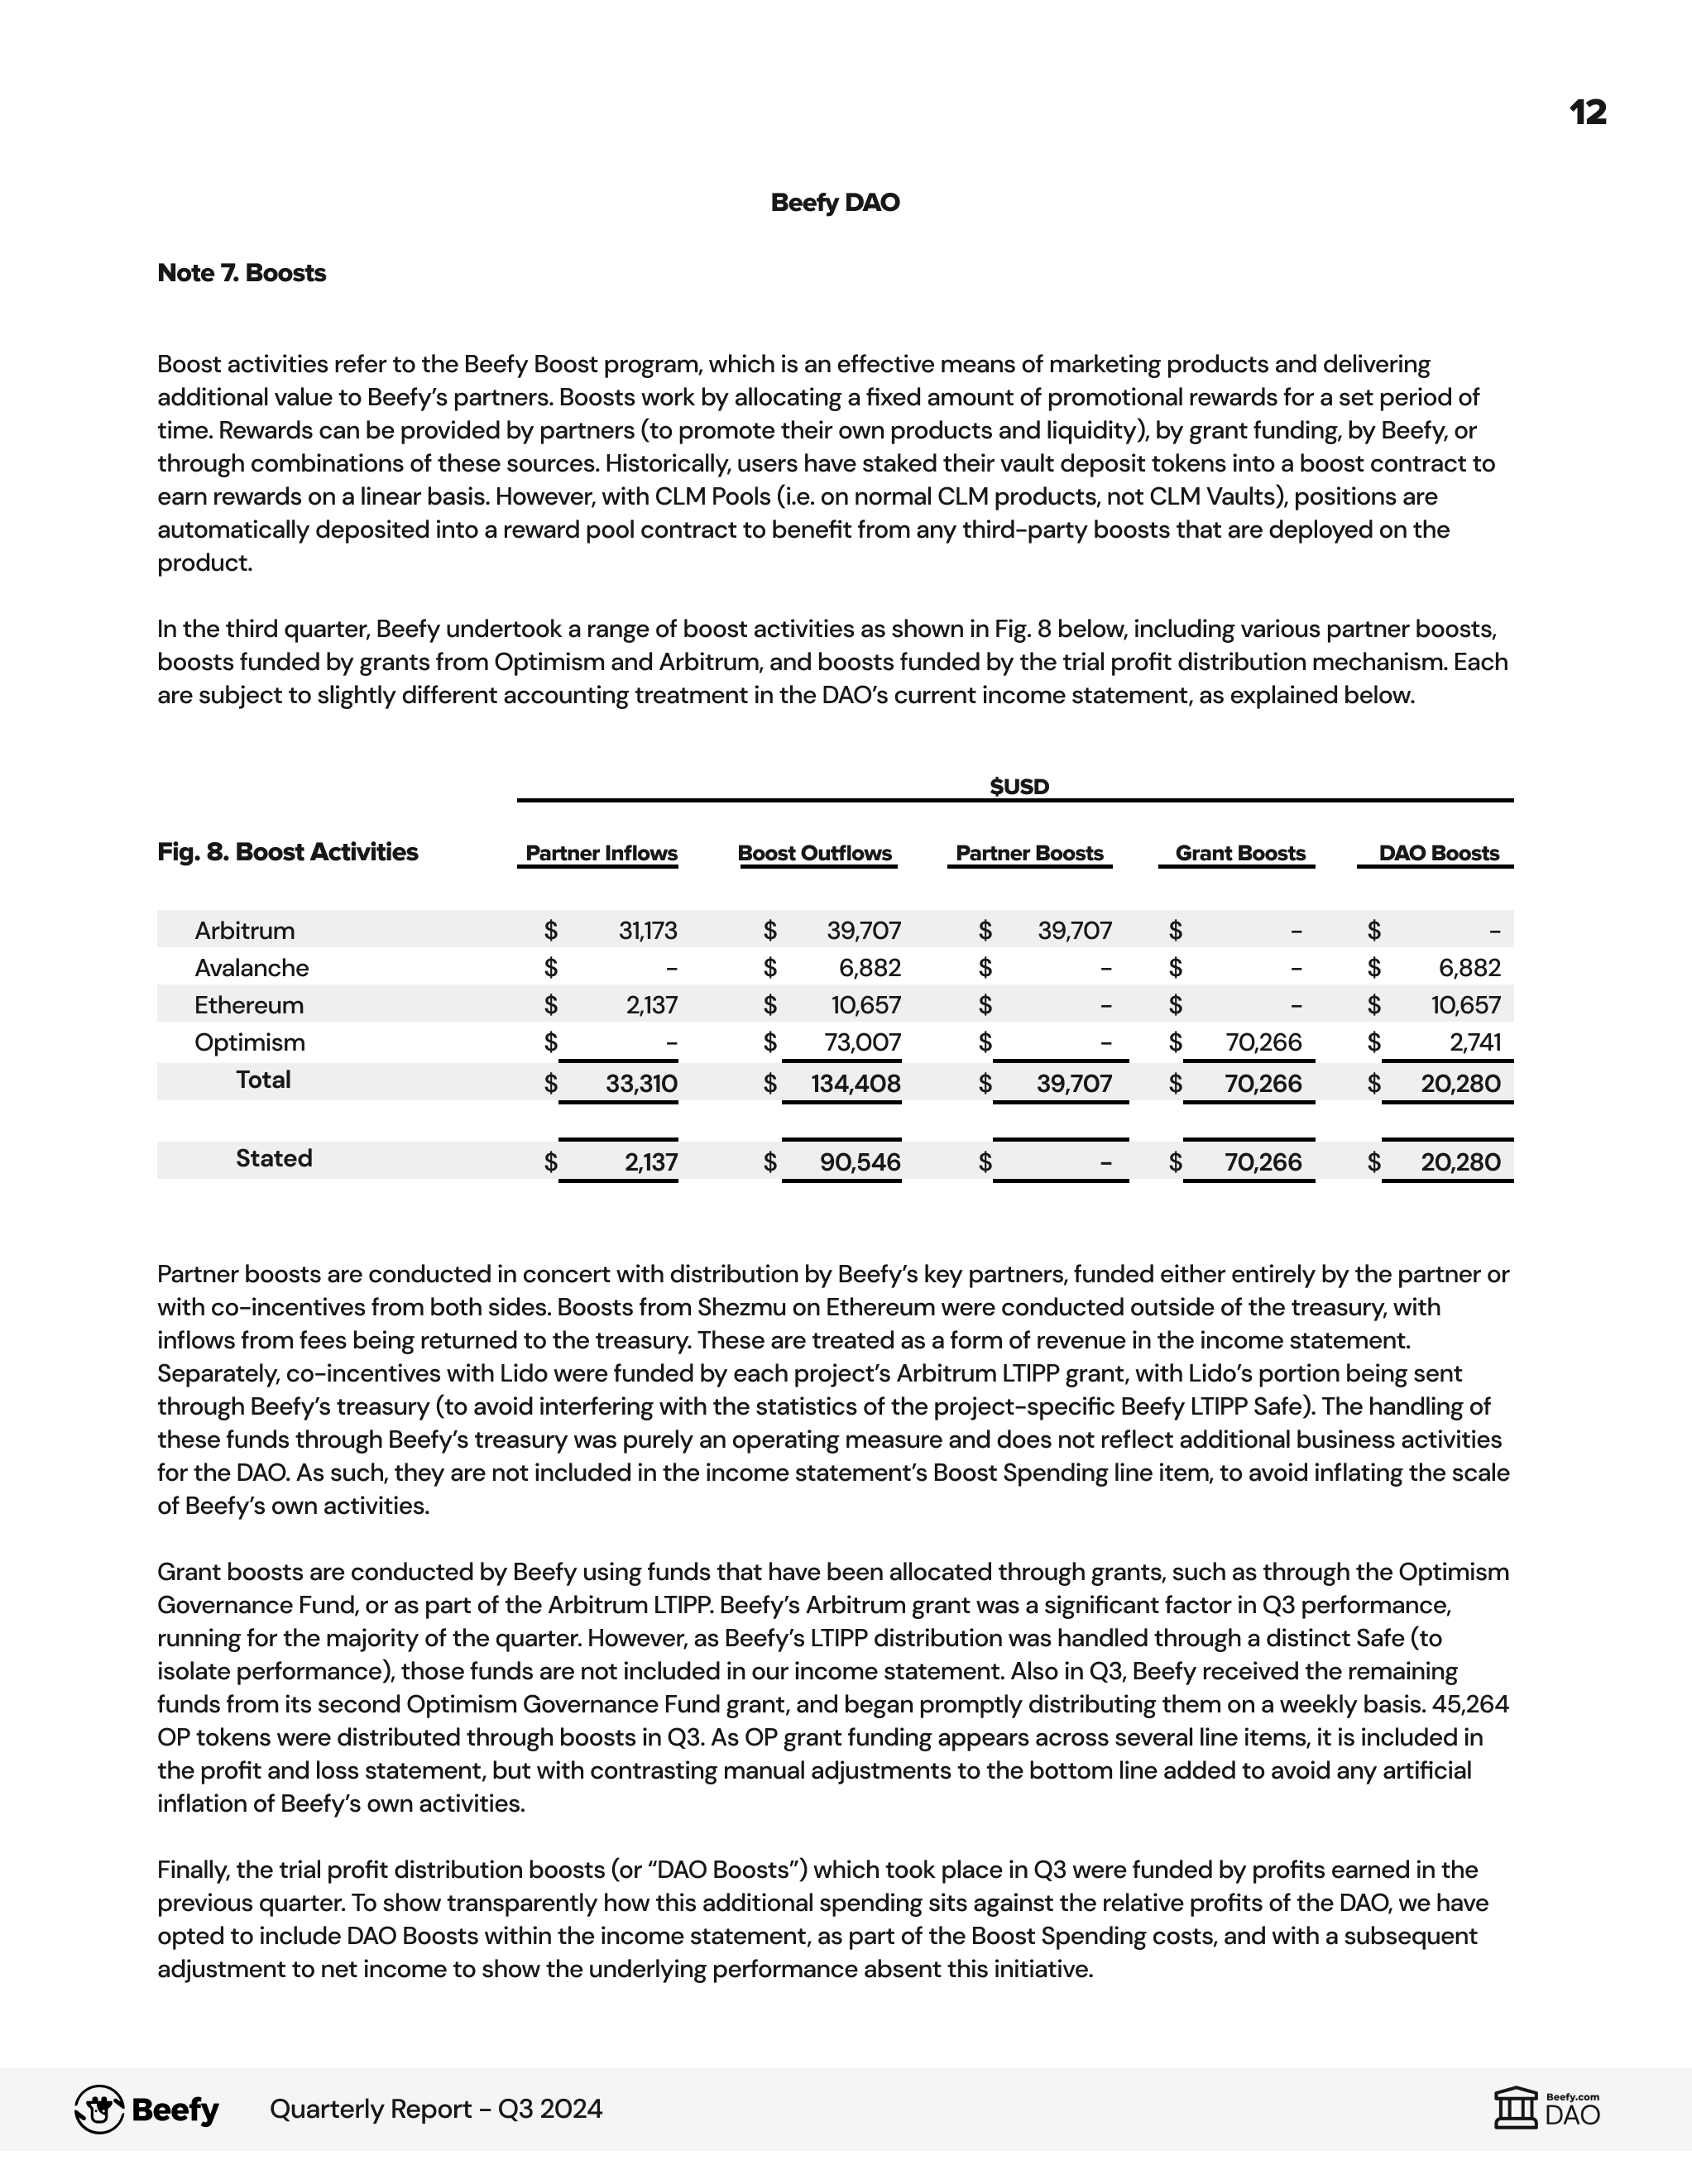 12
Beefy DAO
Note 7. Boosts
Boost activities refer to the Beefy Boost program, which is an effective means of marketing products and delivering
additional value to Beefy's partners. Boosts work by allocating a fixed amount of promotional rewards for a set period of
time. Rewards can be provided by partners (to promote their own products and liquidity), by grant funding, by Beefy, or
through combinations of these sources. Historically, users have staked their vault deposit tokens into a boost contract to
earn rewards on a linear basis. However, with CLM Pools (i.e. on normal CLM products, not CLM Vaults), positions are
automatically deposited into a reward pool contract to benefit from any third-party boosts that are deployed on the
product.
In the third quarter, Beefy undertook a range of boost activities as shown in Fig. 8 below, including various partner boosts,
boosts funded by grants from Optimism and Arbitrum, and boosts funded by the trial profit distribution mechanism. Each
are subject to slightly different accounting treatment in the DAO's current income statement, as explained below.
$USD
Fig. 8. Boost Activities Partner Inflows Boost Outflows Partner Boosts Grant Boosts DAO Boosts
Arbitrum $ 31,173 $ 39,707 $ 39,707 $ - $ -
Avalanche $ - $ 6,882 $ - $ - $ 6,882
Ethereum $ 2,137 $ 10,657 $ - $ - $ 10,657
Optimism $ - $ 73,007 $ - $ 70,266 $ 2,741
Total $ 33,310 $ 134,408 $ 39,707 $ 70,266 $ 20,280
Stated $ 2,137 $ 90,546 $ - $ 70,266 $ 20,280
Partner boosts are conducted in concert with distribution by Beefy's key partners, funded either entirely by the partner or
with co-incentives from both sides. Boosts from Shezmu on Ethereum were conducted outside of the treasury, with
inflows from fees being returned to the treasury. These are treated as a form of revenue in the income statement.
Separately, co-incentives with Lido were funded by each project's Arbitrum LTIPP grant, with Lido's portion being sent
through Beefy's treasury (to avoid interfering with the statistics of the project-specific Beefy LTIPP Safe). The handling of
these funds through Beefy's treasury was purely an operating measure and does not reflect additional business activities
for the DAO. As such, they are not included in the income statement's Boost Spending line item, to avoid inflating the scale
of Beefy's own activities.
Grant boosts are conducted by Beefy using funds that have been allocated through grants, such as through the Optimism
Governance Fund, or as part of the Arbitrum LTIPP. Beefy's Arbitrum grant was a significant factor in Q3 performance,
running for the majority of the quarter. However, as Beefy's LTIPP distribution was handled through a distinct Safe (to
isolate performance), those funds are not included in our income statement. Also in Q3, Beefy received the remaining
funds from its second Optimism Governance Fund grant, and began promptly distributing them on a weekly basis. 45,264
OP tokens were distributed through boosts in Q3. As OP grant funding appears across several line items, it is included in
the profit and loss statement, but with contrasting manual adjustments to the bottom line added to avoid any artificial
inflation of Beefy's own activities.
Finally, the trial profit distribution boosts (or “DAO Boosts”) which took place in Q3 were funded by profits earned in the
previous quarter. To show transparently how this additional spending sits against the relative profits of the DAO, we have
opted to include DAO Boosts within the income statement, as part of the Boost Spending costs, and with a subsequent
adjustment to net income to show the underlying performance absent this initiative.
Beefy Quarterly Report - Q3 2024
Beefy.com
DAO